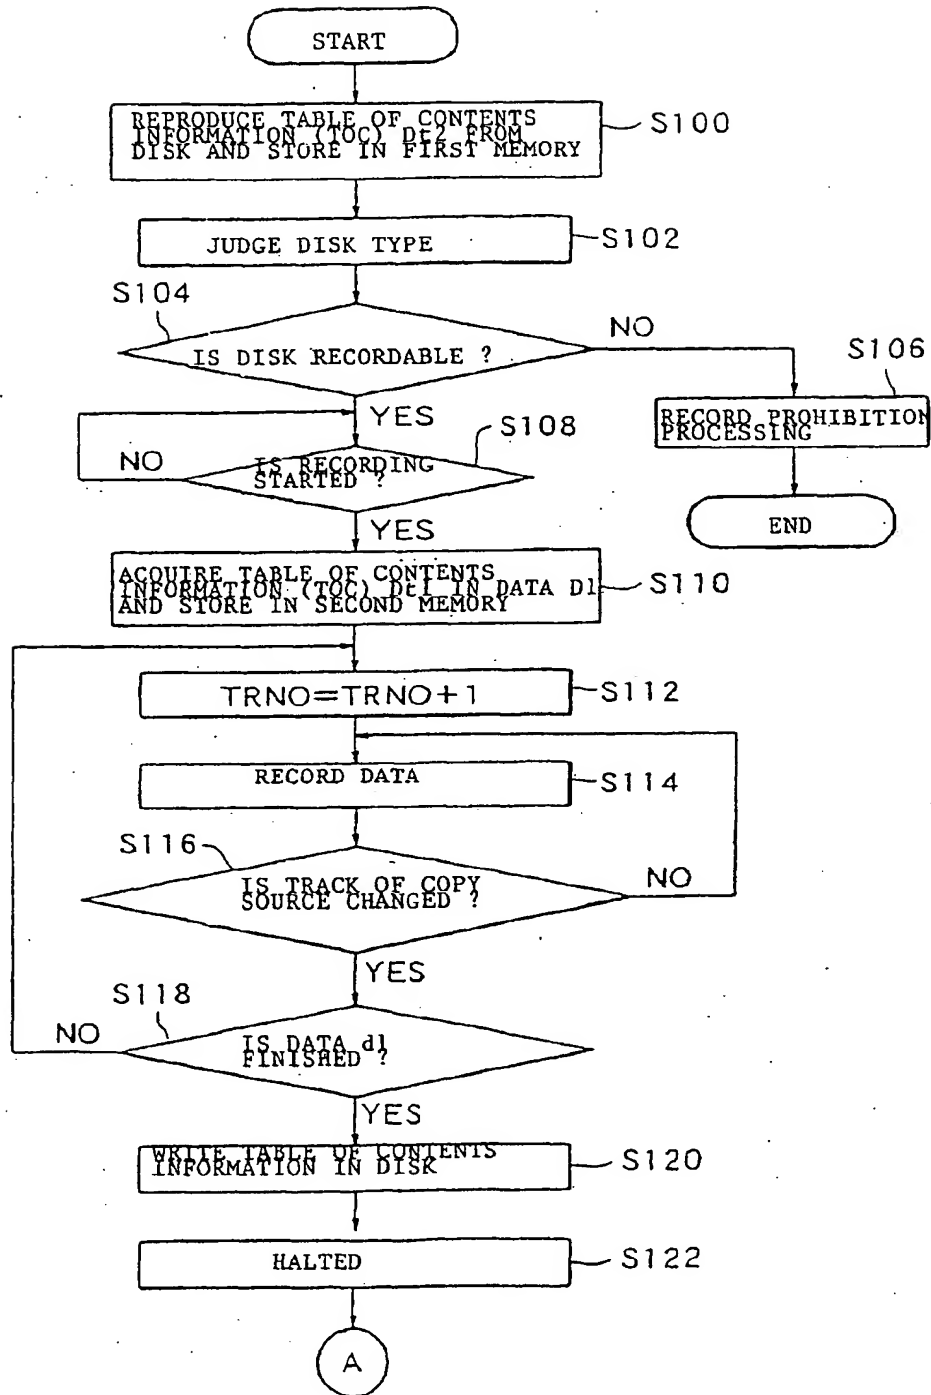 START
REPRODUCE TABLE OF CONTENTS
INFORMATION (TOC) Dt2 FROM
DISK AND STORE IN FIRST MEMORY
S100
JUDGE DISK TYPE
S102
S104
IS DISK RECORDABLE ?
NO
S106
RECORD PROHIBITION
PROCESSING
END
YES
S108
IS RECORDING
STARTED ?
NO
YES
ACQUIRE TABLE OF CONTENTS
INFORMATION (TOC) Dt1 IN DATA D1
AND STORE IN SECOND MEMORY
S110
TRNO=TRNO+1
S112
RECORD DATA
S114
S116
IS TRACK OF COPY
SOURCE CHANGED ?
NO
YES
S118
NO
IS DATA d1
FINISHED ?
YES
WRITE TABLE OF CONTENTS
INFORMATION IN DISK
S120
HALTED
S122
A